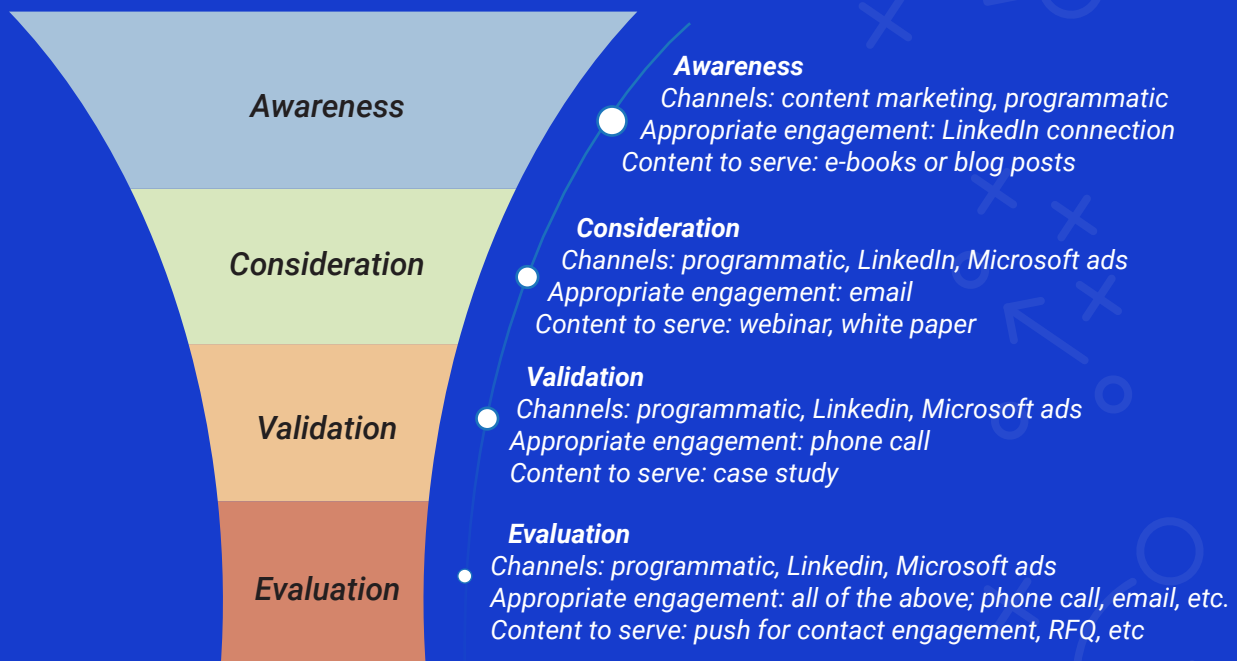 Awareness
Awareness
Channels: content marketing, programmatic
Appropriate engagement: LinkedIn connection
Content to serve: e-books or blog posts
Consideration
Consideration
Channels: programmatic, LinkedIn, Microsoft ads
Appropriate engagement: email
Content to serve: webinar, white paper
Validation
Validation
Channels: programmatic, Linkedin, Microsoft ads
Appropriate engagement: phone call
Content to serve: case study
Evaluation
Evaluation
Channels: programmatic, Linkedin, Microsoft ads
Appropriate engagement: all of the above; phone call, email, etc.
Content to serve: push for contact engagement, RFQ, etc